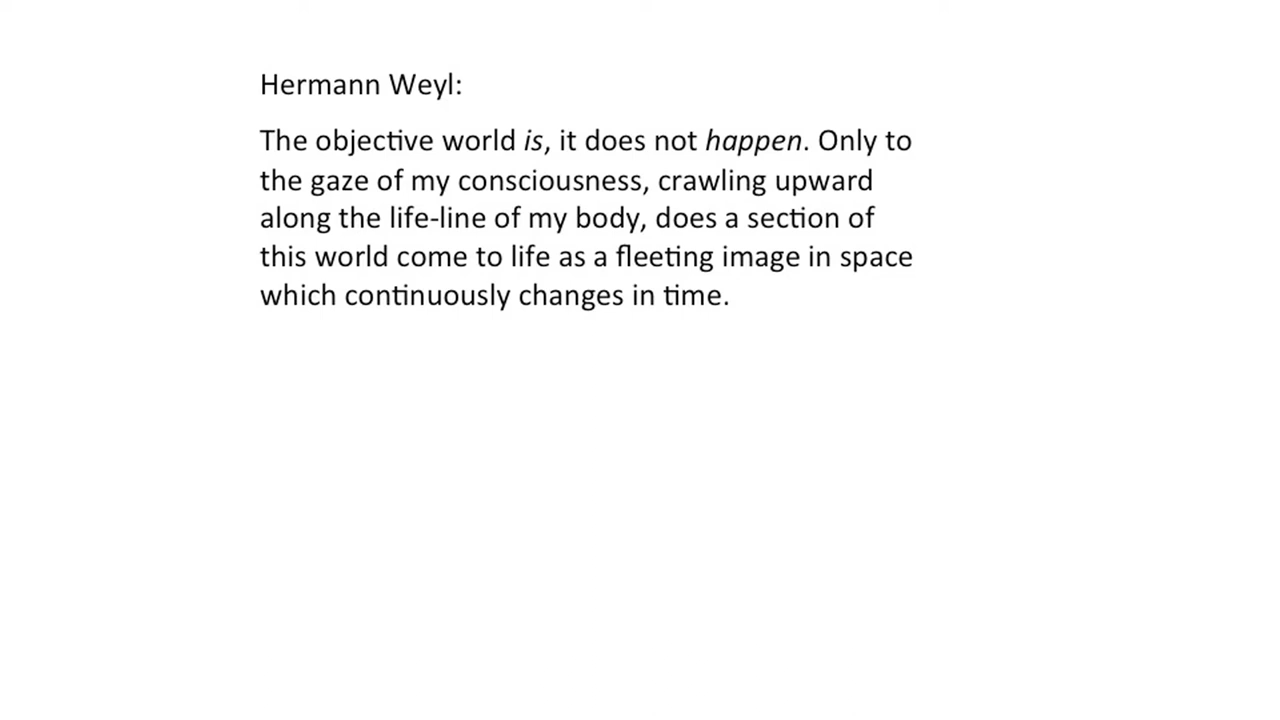 Hermann Weyl:
The objective world is, it does not happen. Only to
the gaze of my consciousness, crawling upward
along the life-line of my body, does a section of
this world come to life as a fleeting image in space
which continuously changes in time.